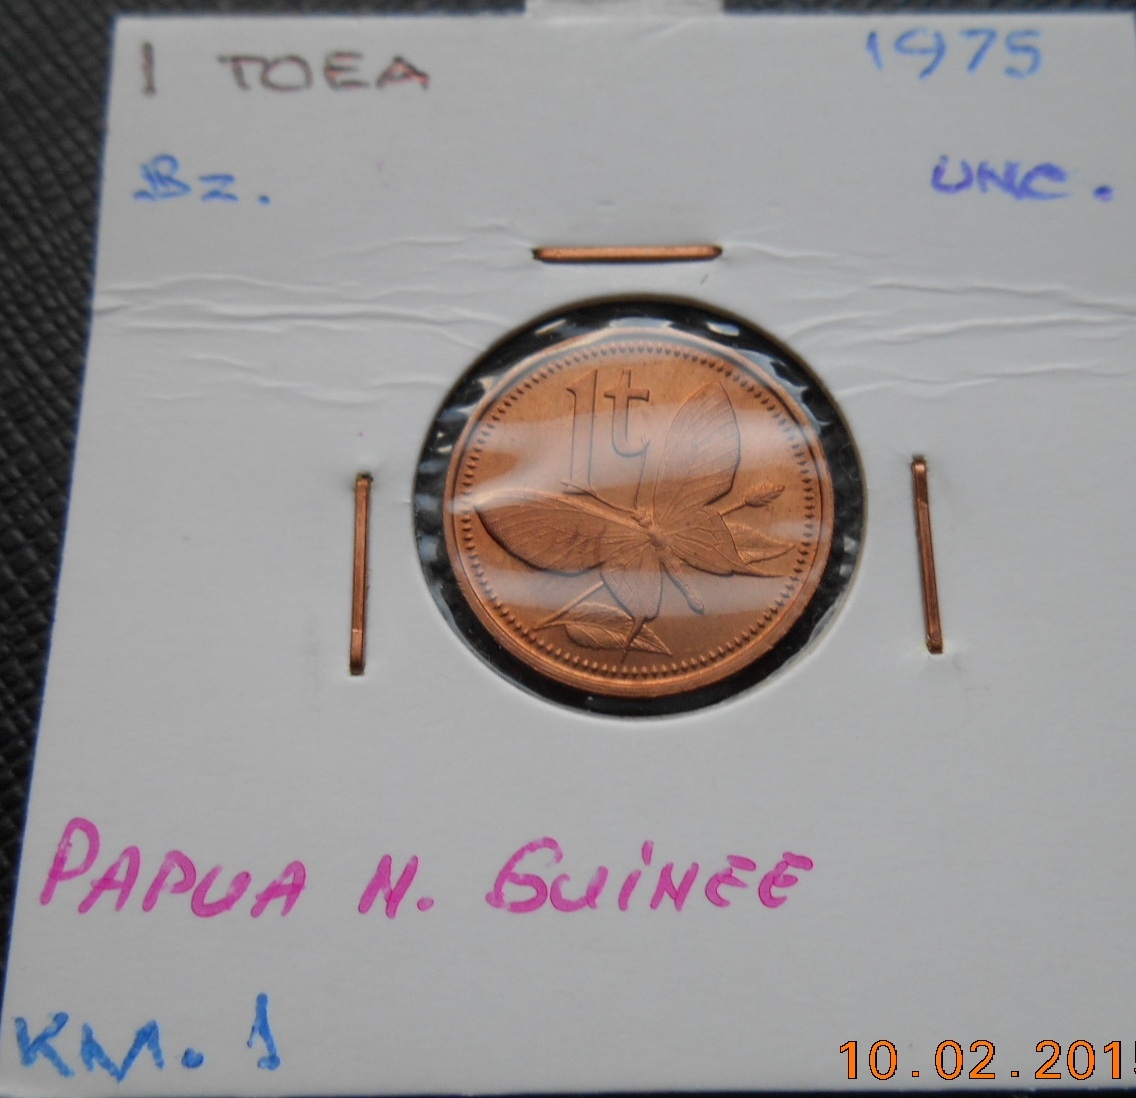 1 TOEA 1975
Bz. UNC.
1t
PAPUA N. GUINEE
KM. 1
10.02.2015